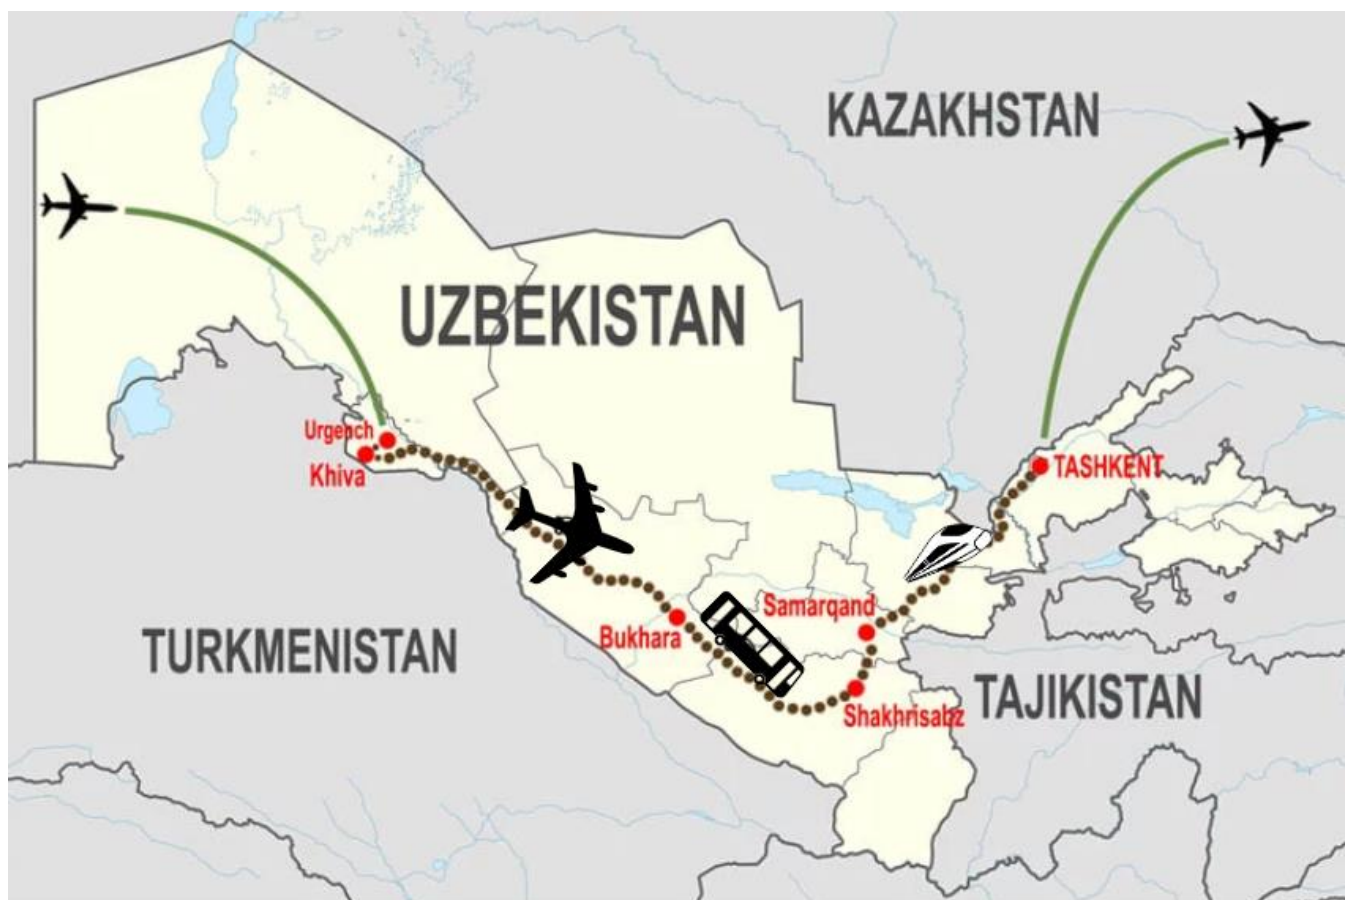 KAZAKHSTAN
UZBEKISTAN
Urgench
Khiva
TASHKENT
Samarqand
Bukhara
TURKMENISTAN
TAJIKISTAN
Shakhrisabz